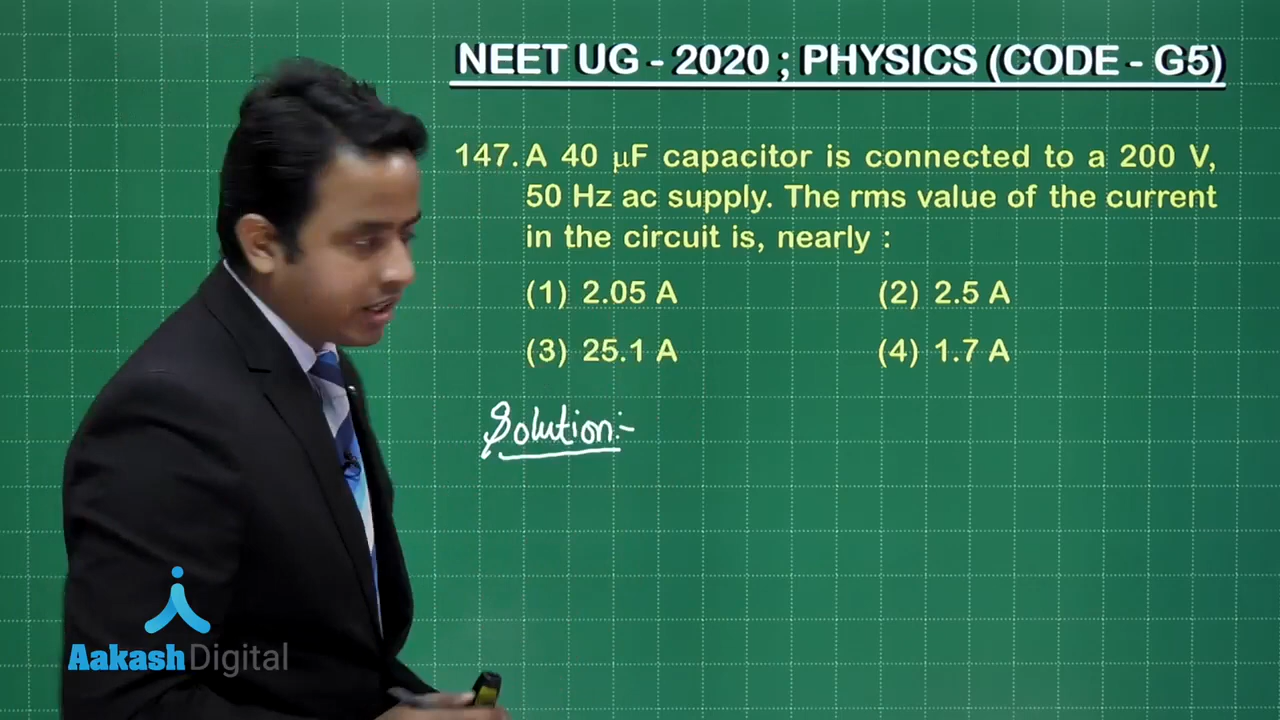 NEET UG - 2020 ; PHYSICS (CODE - G5)
147. A 40 µF capacitor is connected to a 200 V,
50 Hz ac supply. The rms value of the current
in the circuit is, nearly :
(1) 2.05 A (2) 2.5 A
(3) 25.1 A (4) 1.7 A
Solution:-
Aakash Digital